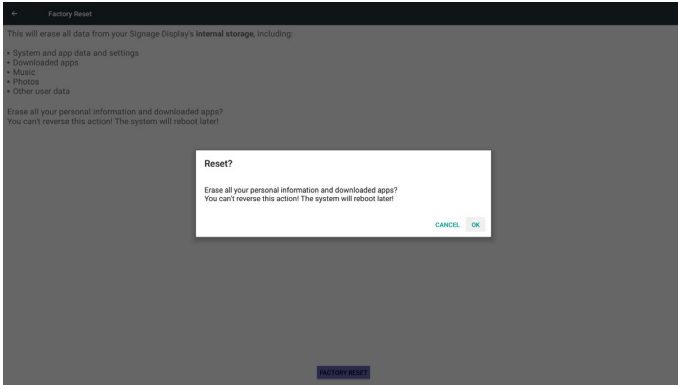 ← Factory Reset
This will erase all data from your Signage Display's internal storage, including:
• System and app data and settings
• Downloaded apps
• Music
• Photos
• Other user data
Erase all your personal information and downloaded apps?
You can't reverse this action! The system will reboot later!
Reset?
Erase all your personal information and downloaded apps?
You can't reverse this action! The system will reboot later!
CANCEL OK
FACTORY RESET